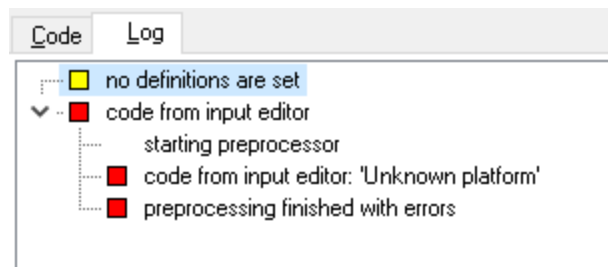 Code Log
no definitions are set
code from input editor
starting preprocessor
code from input editor: 'Unknown platform'
preprocessing finished with errors